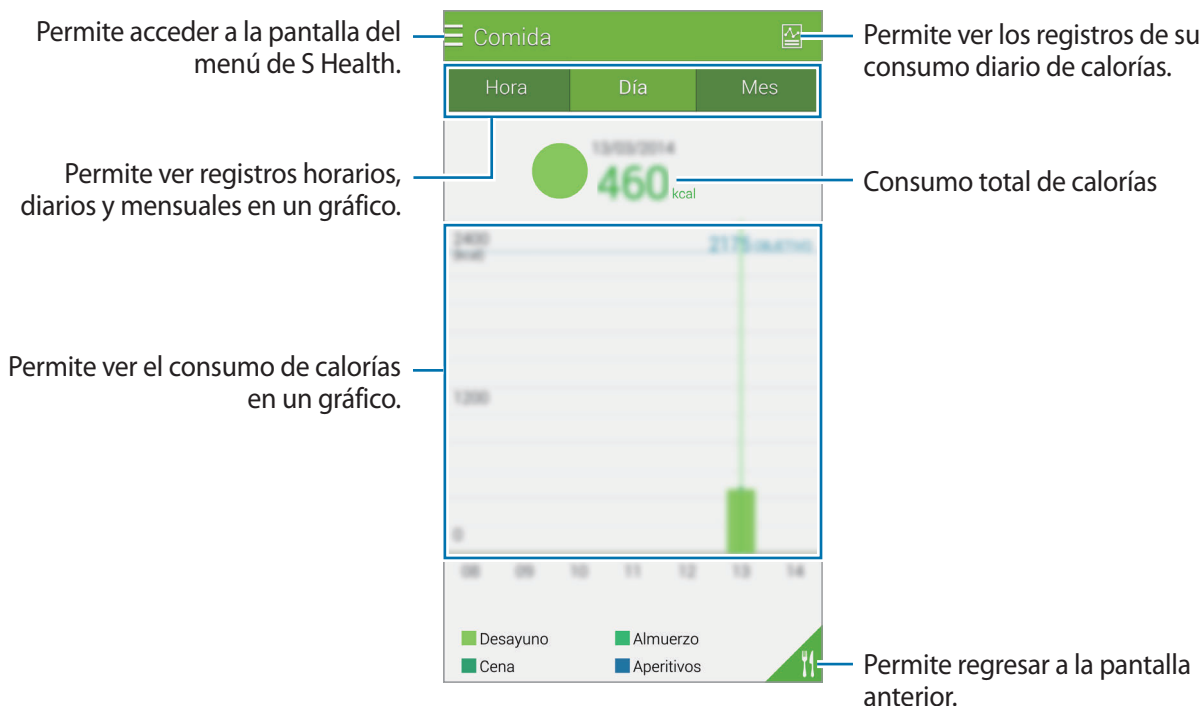 Permite acceder a la pantalla del
menú de S Health.
Comida
Permite ver los registros de su
consumo diario de calorías.
Hora Día Mes
Permite ver registros horarios,
diarios y mensuales en un gráfico.
13/03/2014
460 kcal
Consumo total de calorías
2400
(kcal)
2175 OBJETIVO
Permite ver el consumo de calorías
en un gráfico.
1200
0
08 09 10 11 12 13 14
Desayuno Almuerzo
Cena Aperitivos
Permite regresar a la pantalla
anterior.